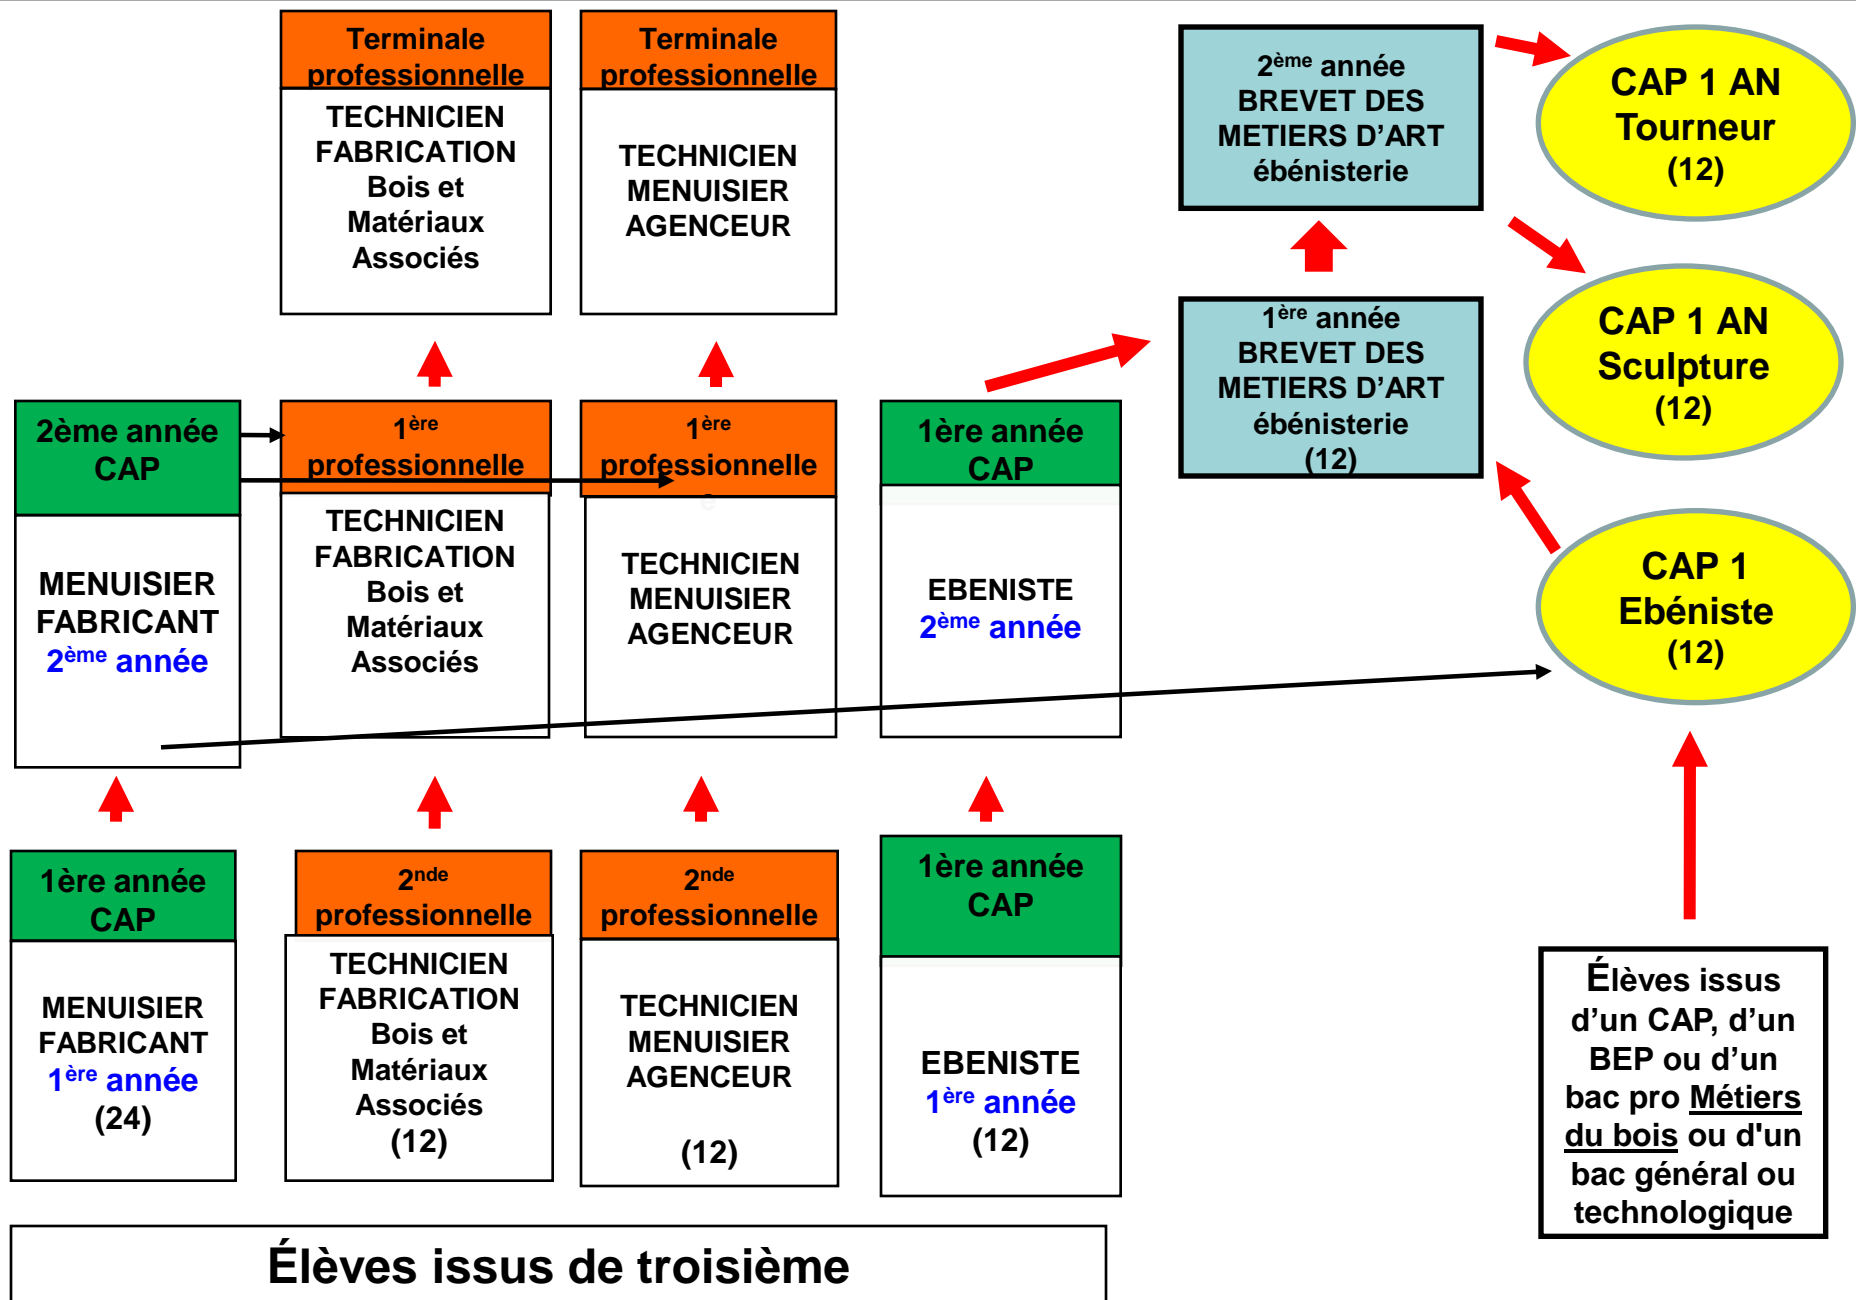 Terminale
professionnelle
TECHNICIEN
FABRICATION
Bois et
Matériaux
Associés
Terminale
professionnelle
TECHNICIEN
MENUISIER
AGENCEUR
2ème année
BREVET DES
METIERS D’ART
ébénisterie
CAP 1 AN
Tourneur
(12)
1ère année
BREVET DES
METIERS D’ART
ébénisterie
(12)
CAP 1 AN
Sculpture
(12)
2ème année
CAP
MENUISIER
FABRICANT
2ème année
1ère
professionnelle
TECHNICIEN
FABRICATION
Bois et
Matériaux
Associés
1ère
professionnelle
e
TECHNICIEN
MENUISIER
AGENCEUR
1ère année
CAP
EBENISTE
2ème année
CAP 1
Ebéniste
(12)
1ère année
CAP
MENUISIER
FABRICANT
1ère année
(24)
2nde
professionnelle
TECHNICIEN
FABRICATION
Bois et
Matériaux
Associés
(12)
2nde
professionnelle
TECHNICIEN
MENUISIER
AGENCEUR
(12)
1ère année
CAP
EBENISTE
1ère année
(12)
Élèves issus
d’un CAP, d’un
BEP ou d’un
bac pro Métiers
du bois ou d'un
bac général ou
technologique
Élèves issus de troisième